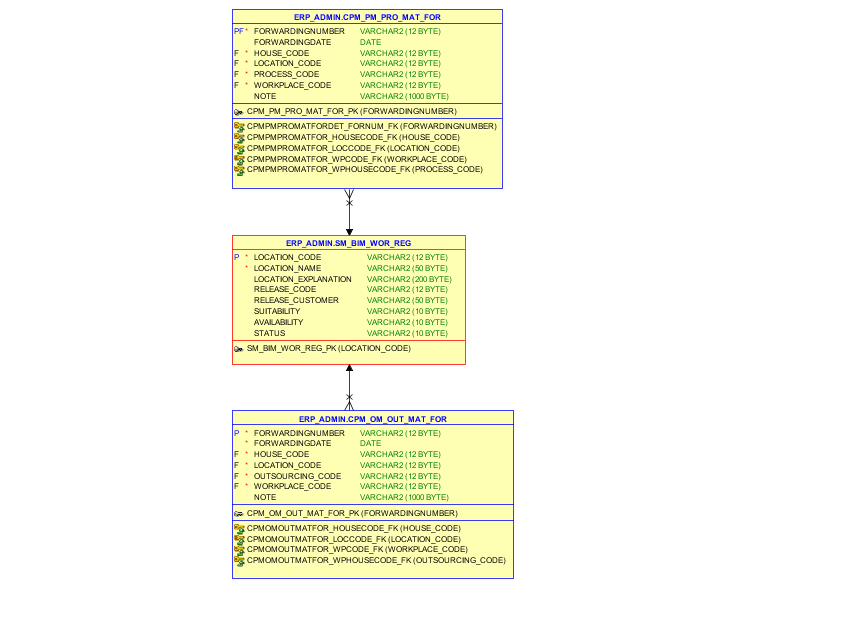 ERP_ADMIN.CPM_PM_PRO_MAT_FOR
PF * FORWARDINGNUMBER VARCHAR2 (12 BYTE)
FORWARDINGDATE DATE
F * HOUSE_CODE VARCHAR2 (12 BYTE)
F * LOCATION_CODE VARCHAR2 (12 BYTE)
F * PROCESS_CODE VARCHAR2 (12 BYTE)
F * WORKPLACE_CODE VARCHAR2 (12 BYTE)
NOTE VARCHAR2 (1000 BYTE)
CPM_PM_PRO_MAT_FOR_PK (FORWARDINGNUMBER)
CPMPMPROMATFORDET_FORNUM_FK (FORWARDINGNUMBER)
CPMPMPROMATFOR_HOUSECODE_FK (HOUSE_CODE)
CPMPMPROMATFOR_LOCCODE_FK (LOCATION_CODE)
CPMPMPROMATFOR_WPCODE_FK (WORKPLACE_CODE)
CPMPMPROMATFOR_WPHOUSECODE_FK (PROCESS_CODE)
ERP_ADMIN.SM_BIM_WOR_REG
P * LOCATION_CODE VARCHAR2 (12 BYTE)
* LOCATION_NAME VARCHAR2 (50 BYTE)
LOCATION_EXPLANATION VARCHAR2 (200 BYTE)
RELEASE_CODE VARCHAR2 (12 BYTE)
RELEASE_CUSTOMER VARCHAR2 (50 BYTE)
SUITABILITY VARCHAR2 (10 BYTE)
AVAILABILITY VARCHAR2 (10 BYTE)
STATUS VARCHAR2 (10 BYTE)
SM_BIM_WOR_REG_PK (LOCATION_CODE)
ERP_ADMIN.CPM_OM_OUT_MAT_FOR
P * FORWARDINGNUMBER VARCHAR2 (12 BYTE)
* FORWARDINGDATE DATE
F * HOUSE_CODE VARCHAR2 (12 BYTE)
F * LOCATION_CODE VARCHAR2 (12 BYTE)
F * OUTSOURCING_CODE VARCHAR2 (12 BYTE)
F * WORKPLACE_CODE VARCHAR2 (12 BYTE)
NOTE VARCHAR2 (1000 BYTE)
CPM_OM_OUT_MAT_FOR_PK (FORWARDINGNUMBER)
CPMOMOUTMATFOR_HOUSECODE_FK (HOUSE_CODE)
CPMOMOUTMATFOR_LOCCODE_FK (LOCATION_CODE)
CPMOMOUTMATFOR_WPCODE_FK (WORKPLACE_CODE)
CPMOMOUTMATFOR_WPHOUSECODE_FK (OUTSOURCING_CODE)